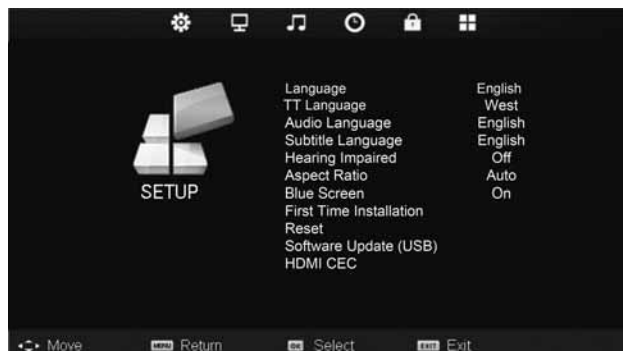 Language English
TT Language West
Audio Language English
Subtitle Language English
Hearing Impaired Off
Aspect Ratio Auto
Blue Screen On
First Time Installation
Reset
Software Update (USB)
HDMI CEC
SETUP
Move MENU Return OK Select EXIT Exit